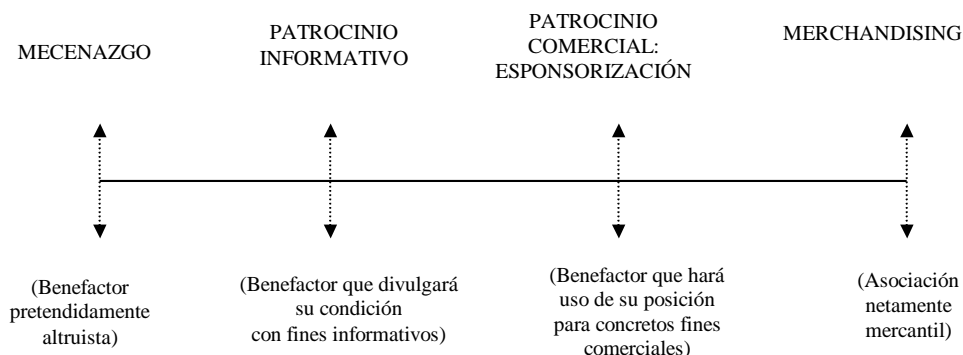 MECENAZGO
PATROCINIO
INFORMATIVO
PATROCINIO
COMERCIAL:
ESPONSORIZACIÓN
MERCHANDISING
(Benefactor
pretendidamente
altruista)
(Benefactor que divulgará
su condición
con fines informativos)
(Benefactor que hará
uso de su posición
para concretos fines
comerciales)
(Asociación
netamente
mercantil)